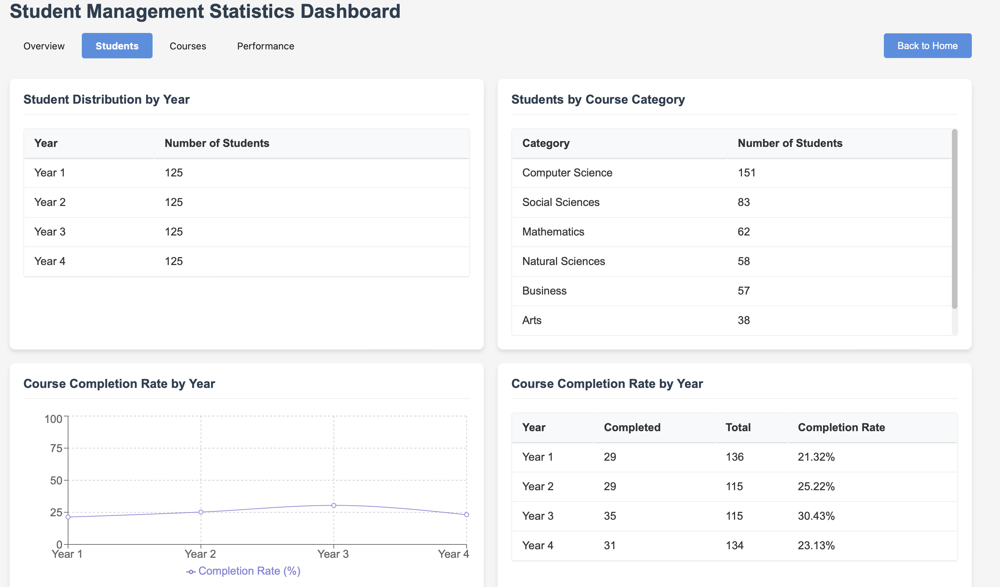 Student Management Statistics Dashboard
Overview Students Courses Performance Back to Home
Student Distribution by Year
Year Number of Students
Year 1 125
Year 2 125
Year 3 125
Year 4 125
Students by Course Category
Category Number of Students
Computer Science 151
Social Sciences 83
Mathematics 62
Natural Sciences 58
Business 57
Arts 38
Course Completion Rate by Year
100
75
50
25
0
Year 1 Year 2 Year 3 Year 4
Completion Rate (%)
Course Completion Rate by Year
Year Completed Total Completion Rate
Year 1 29 136 21.32%
Year 2 29 115 25.22%
Year 3 35 115 30.43%
Year 4 31 134 23.13%